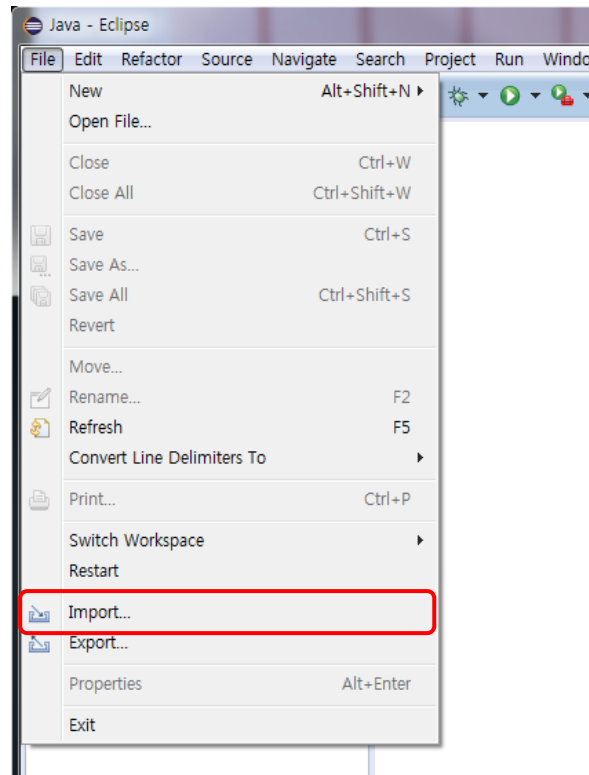 Java - Eclipse
File Edit Refactor Source Navigate Search Project Run Windo
New Alt+Shift+N
Open File...
Close Ctrl+W
Close All Ctrl+Shift+W
Save Ctrl+S
Save As...
Save All Ctrl+Shift+S
Revert
Move...
Rename... F2
Refresh F5
Convert Line Delimiters To
Print... Ctrl+P
Switch Workspace
Restart
Import...
Export...
Properties Alt+Enter
Exit